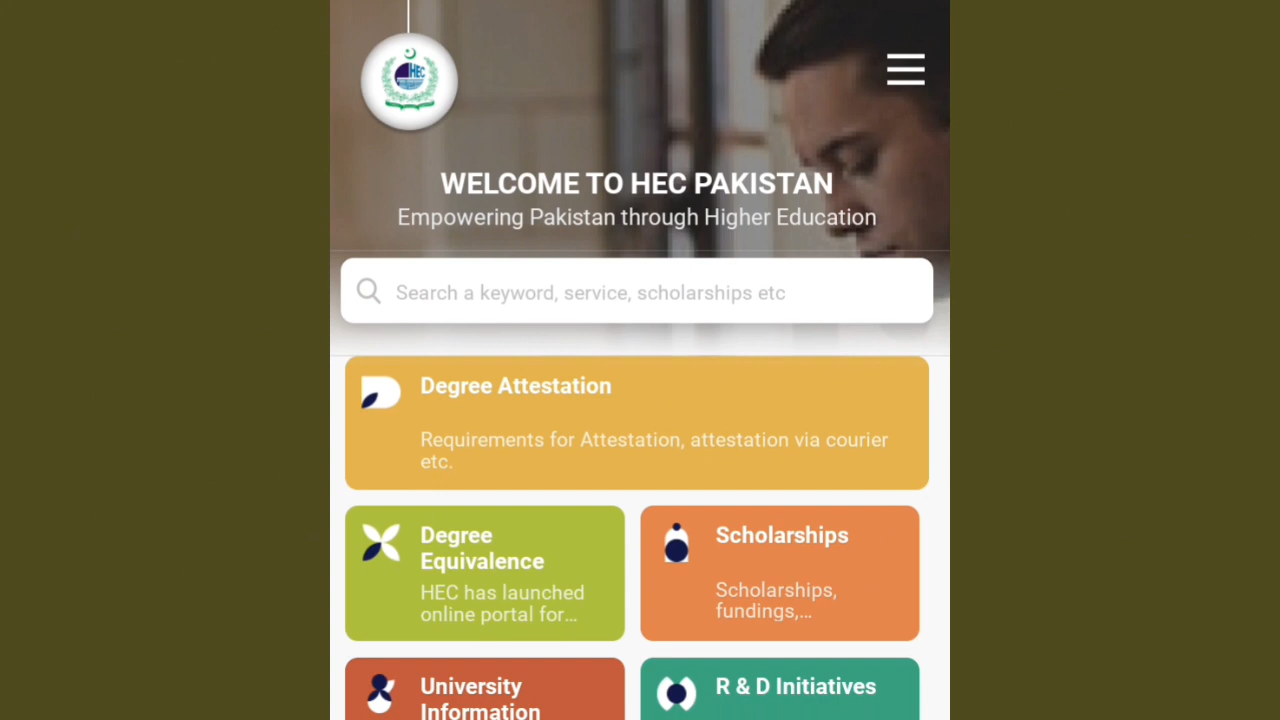 HEC
WELCOME TO HEC PAKISTAN
Empowering Pakistan through Higher Education
Search a keyword, service, scholarships etc
Degree Attestation
Requirements for Attestation, attestation via courier
etc.
Degree
Equivalence
HEC has launched
online portal for...
Scholarships
Scholarships,
fundings,...
University
Information
R & D Initiatives